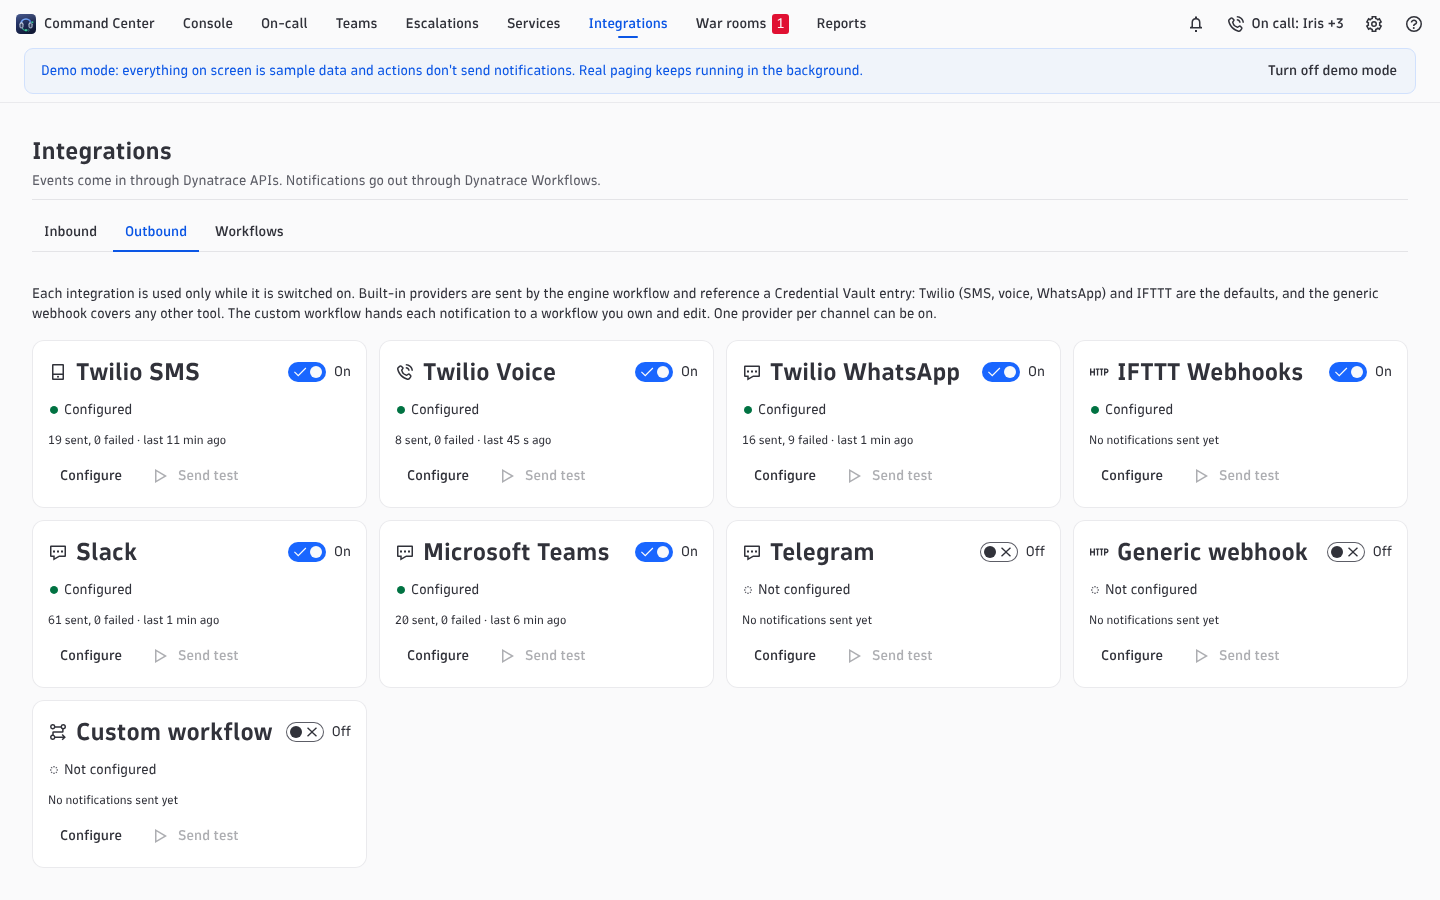 Command Center Console On-call Teams Escalations Services Integrations War rooms 1 Reports On call: Iris +3
Demo mode: everything on screen is sample data and actions don't send notifications. Real paging keeps running in the background. Turn off demo mode
Integrations
Events come in through Dynatrace APIs. Notifications go out through Dynatrace Workflows.
Inbound Outbound Workflows
Each integration is used only while it is switched on. Built-in providers are sent by the engine workflow and reference a Credential Vault entry: Twilio (SMS, voice, WhatsApp) and IFTTT are the defaults, and the generic
webhook covers any other tool. The custom workflow hands each notification to a workflow you own and edit. One provider per channel can be on.
Twilio SMS On
Configured
19 sent, 0 failed · last 11 min ago
Configure Send test
Twilio Voice On
Configured
8 sent, 0 failed · last 45 s ago
Configure Send test
Twilio WhatsApp On
Configured
16 sent, 9 failed · last 1 min ago
Configure Send test
HTTP IFTTT Webhooks On
Configured
No notifications sent yet
Configure Send test
Slack On
Configured
61 sent, 0 failed · last 1 min ago
Configure Send test
Microsoft Teams On
Configured
20 sent, 0 failed · last 6 min ago
Configure Send test
Telegram Off
Not configured
No notifications sent yet
Configure Send test
HTTP Generic webhook Off
Not configured
No notifications sent yet
Configure Send test
Custom workflow Off
Not configured
No notifications sent yet
Configure Send test